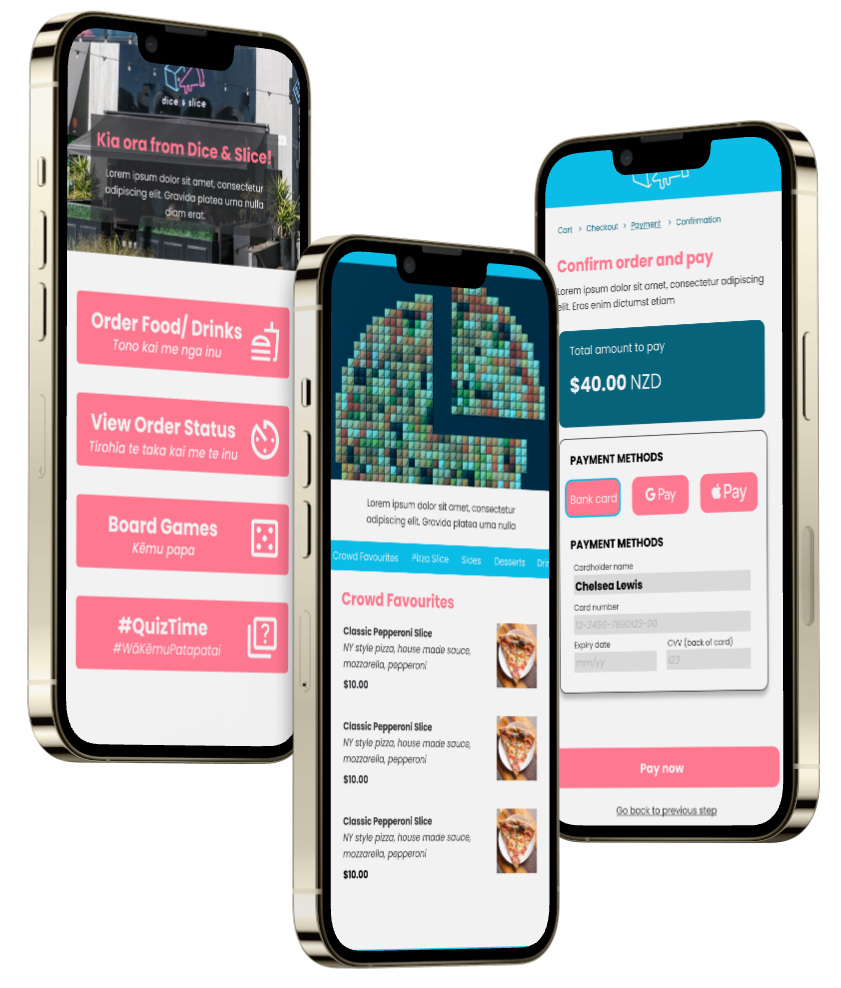 dice & slice
Kia ora from Dice & Slice!
Lorem ipsum dolor sit amet, consectetur
adipiscing elit. Gravida platea urna nulla
diam erat.
Order Food/ Drinks
Tono kai me nga inu
View Order Status
Tirohia te taka kai me te inu
Board Games
Kēmu papa
#QuizTime
#WāKēmuPatapatai
Lorem ipsum dolor sit amet, consectetur
adipiscing elit. Gravida platea urna nulla
Crowd Favourites Pizza Slice Sides Desserts Drin
Crowd Favourites
Classic Pepperoni Slice
NY style pizza, house made sauce,
mozzarella, pepperoni
$10.00
Classic Pepperoni Slice
NY style pizza, house made sauce,
mozzarella, pepperoni
$10.00
Classic Pepperoni Slice
NY style pizza, house made sauce,
mozzarella, pepperoni
$10.00
Cart > Checkout > Payment > Confirmation
Confirm order and pay
Lorem ipsum dolor sit amet, consectetur adipiscing
elit. Eros enim dictumst etiam
Total amount to pay
$40.00 NZD
PAYMENT METHODS
Bank card G Pay Pay
PAYMENT METHODS
Cardholder name
Chelsea Lewis
Card number
12-3456-7890123-00
Expiry date CVV (back of card)
mm/yy 123
Pay now
Go back to previous step